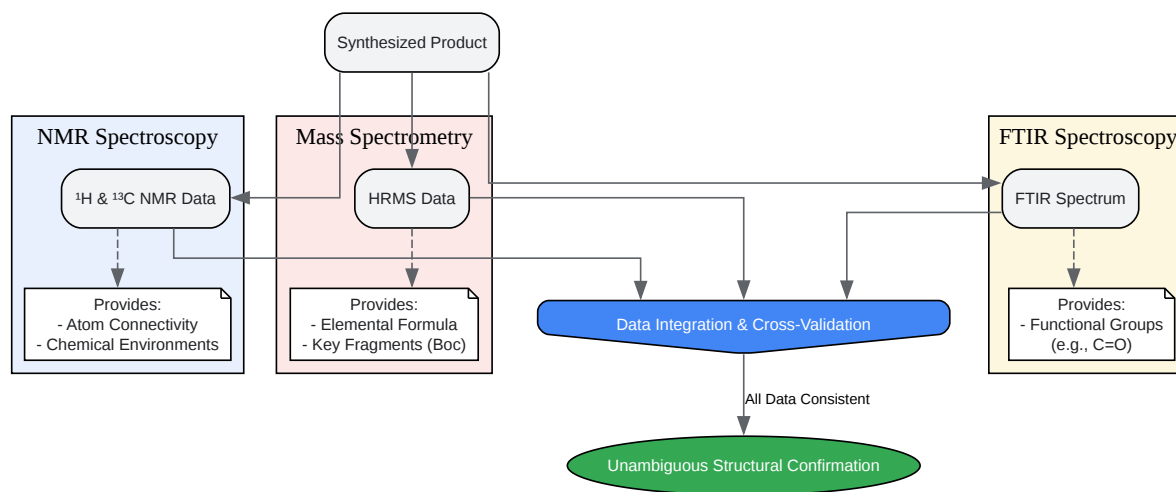 Synthesized Product
NMR Spectroscopy
Mass Spectrometry
FTIR Spectroscopy
¹H & ¹³C NMR Data
HRMS Data
FTIR Spectrum
Provides:
- Atom Connectivity
- Chemical Environments
Provides:
- Elemental Formula
- Key Fragments (Boc)
Provides:
- Functional Groups
(e.g., C=O)
Data Integration & Cross-Validation
All Data Consistent
Unambiguous Structural Confirmation